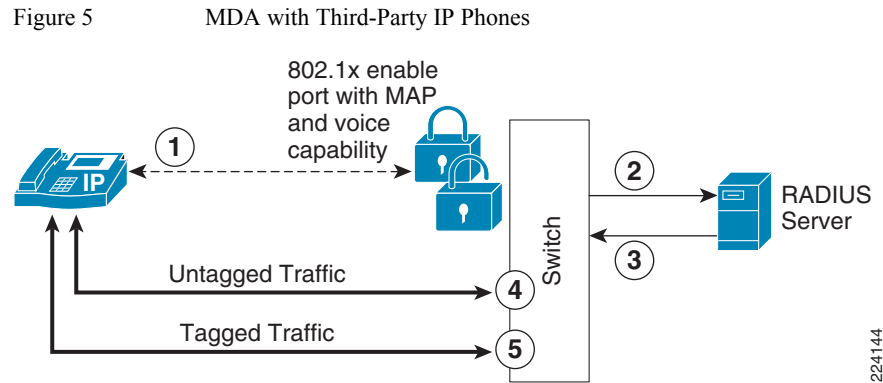 Figure 5 MDA with Third-Party IP Phones
802.1x enable
port with MAP
and voice
capability
1
IP
2
RADIUS
Server
3
Switch
Untagged Traffic
4
Tagged Traffic
5
224144